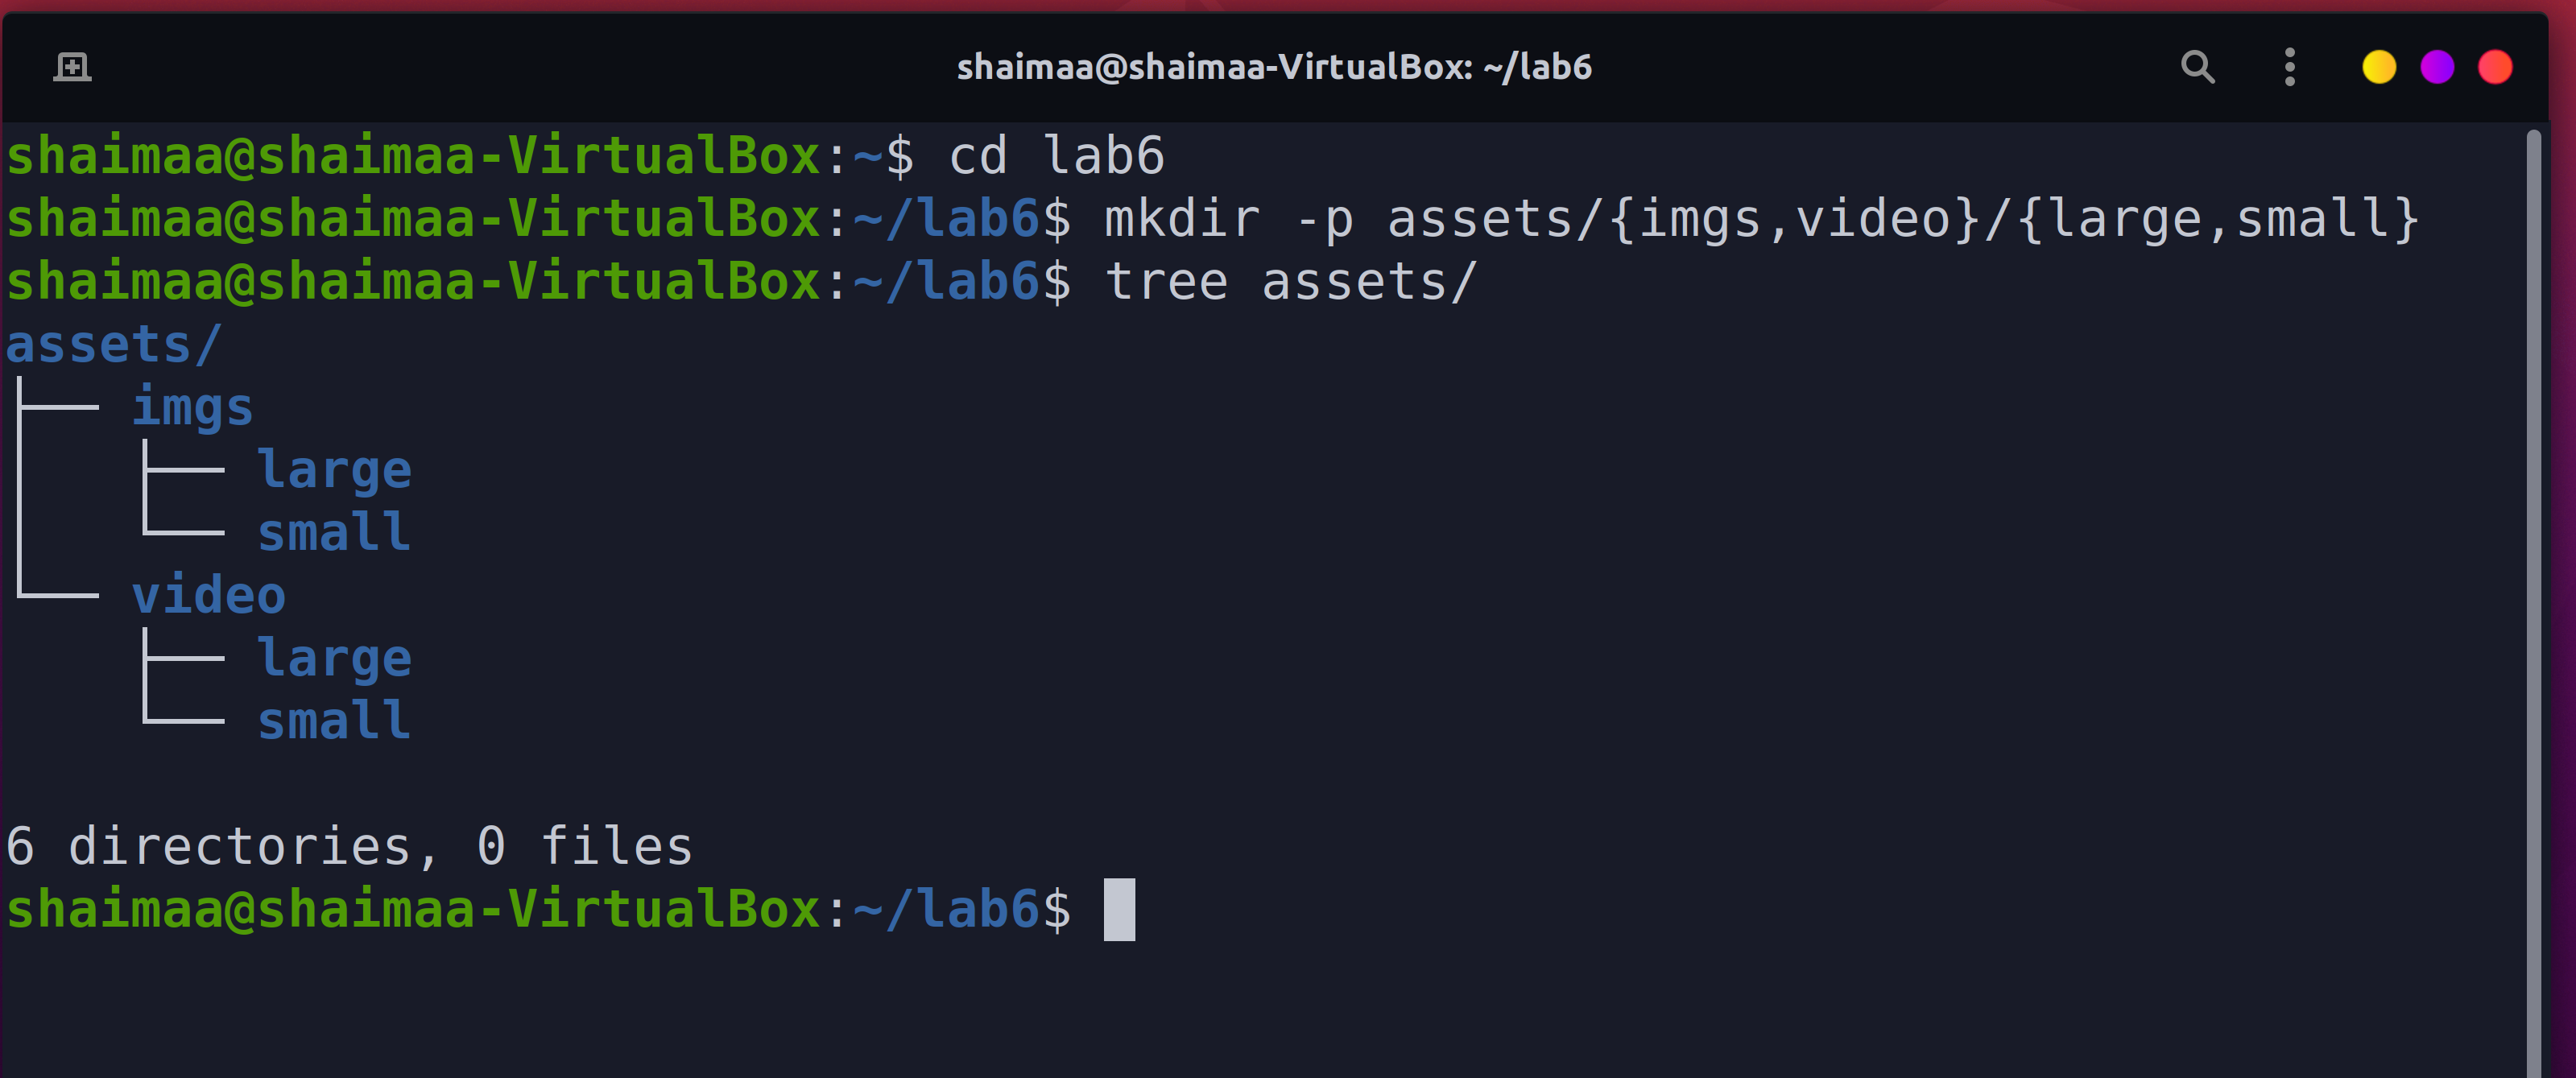 shaimaa@shaimaa-VirtualBox: ~/lab6
shaimaa@shaimaa-VirtualBox:~$ cd lab6
shaimaa@shaimaa-VirtualBox:~/lab6$ mkdir -p assets/{imgs,video}/{large,small}
shaimaa@shaimaa-VirtualBox:~/lab6$ tree assets/
assets/
├── imgs
│   ├── large
│   └── small
└── video
    ├── large
    └── small

6 directories, 0 files
shaimaa@shaimaa-VirtualBox:~/lab6$